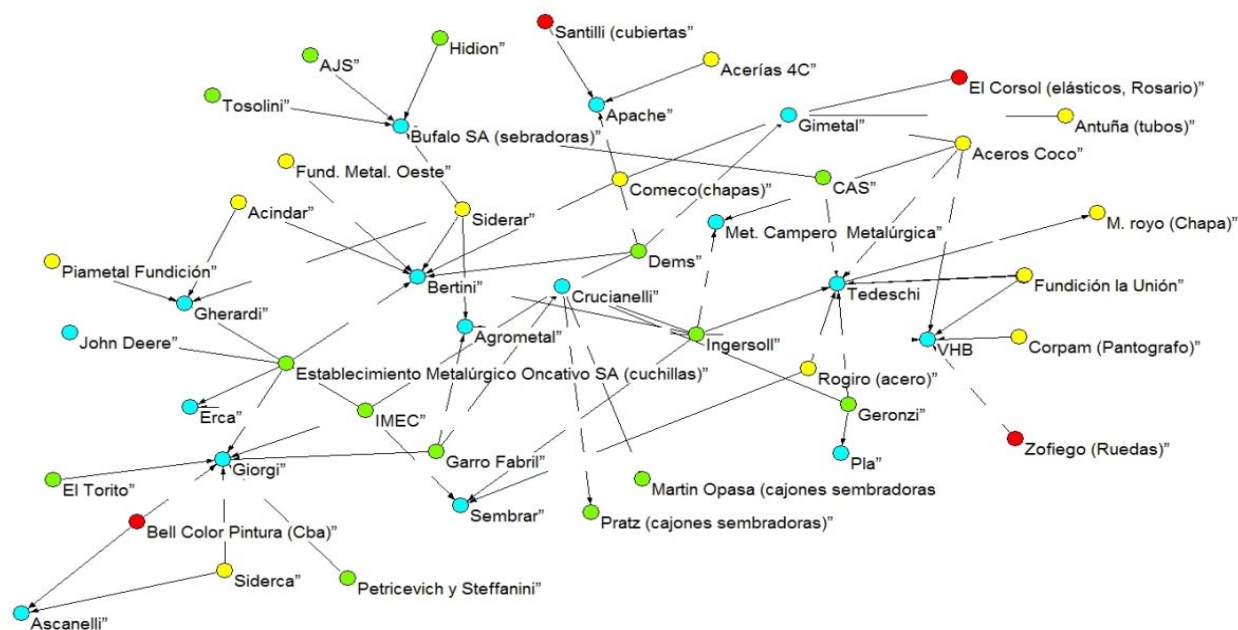 Santilli (cubiertas”
Hidion”
AJS”
Acerías 4C”
El Corsol (elásticos, Rosario)”
Tosolini”
Apache”
Gimetal”
Antuña (tubos)”
Bufalo SA (sebradoras)”
Aceros Coco”
Fund. Metal. Oeste”
Comeco(chapas)”
CAS”
Acindar”
Siderar”
M. royo (Chapa)”
Met. Campero Metalúrgica”
Dems”
Piametal Fundición”
Bertini”
Crucianelli”
Tedeschi
Fundición la Unión”
Gherardi”
John Deere”
Agrometal”
Ingersoll”
VHB
Corpam (Pantografo)”
Establecimiento Metalúrgico Oncativo SA (cuchillas)”
Rogiro (acero)”
Erca”
IMEC”
Geronzi”
Zofiego (Ruedas)”
Giorgi”
Garro Fabril”
Pla”
El Torito”
Martin Opasa (cajones sembradoras
Sembrar”
Pratz (cajones sembradoras)”
Bell Color Pintura (Cba)”
Siderca”
Petricevich y Steffanini”
Ascanelli”